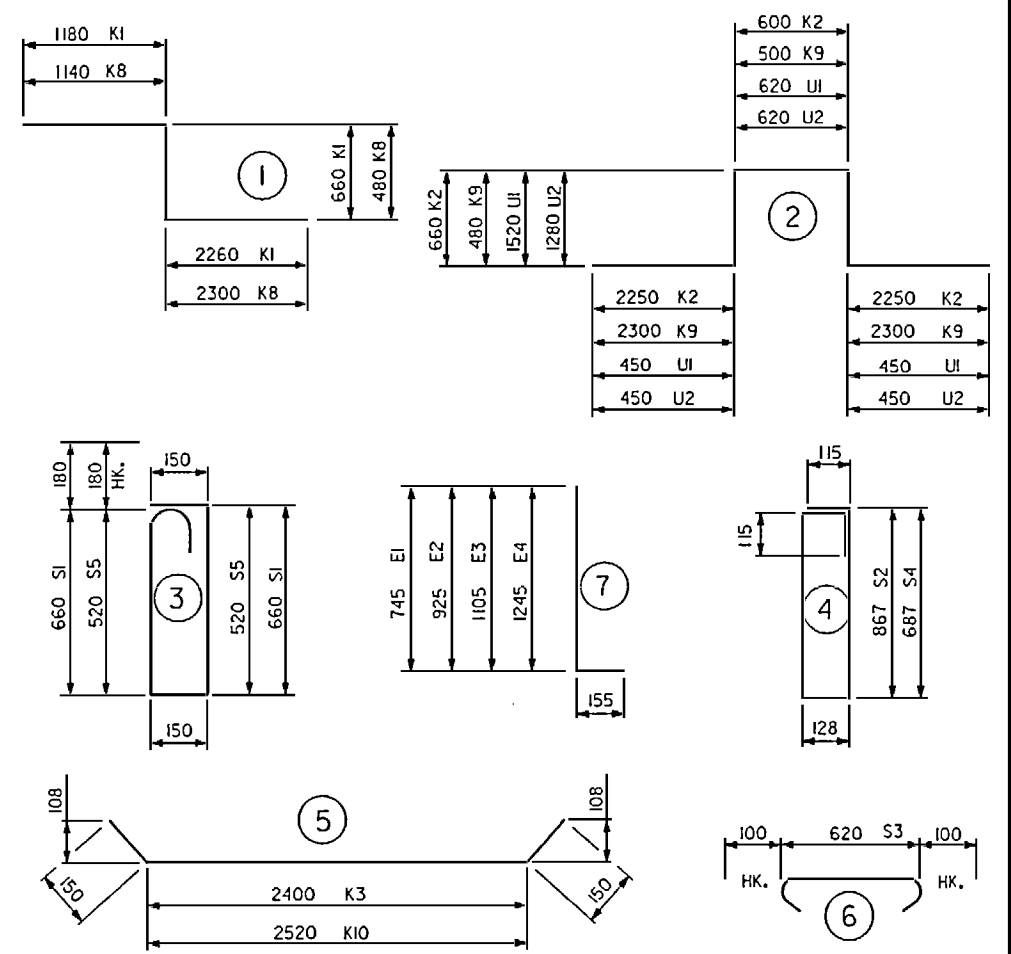 1180 K1
1140 K8
1
660 K1
480 K8
2260 K1
2300 K8
600 K2
500 K9
620 U1
620 U2
660 K2
480 K9
1520 U1
1280 U2
2
2250 K2
2300 K9
450 U1
450 U2
2250 K2
2300 K9
450 U1
450 U2
180
180 HK.
150
660 S1
520 S5
3
520 S5
660 S1
150
745 E1
925 E2
1105 E3
1245 E4
7
155
115
115
4
867 S2
687 S4
128
108
5
108
150
150
2400 K3
2520 K10
100
620 S3
100
HK.
HK.
6